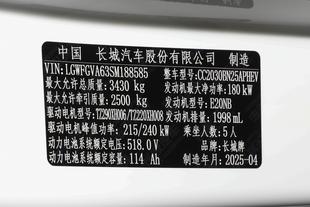 中国 长城汽车股份有限公司 制造
VIN: LGWFGVA63SM188585 整车型号: CC2030BN25APHEV
最大允许总质量: 3430 kg 发动机最大净功率: 180 kW
最大允许牵引质量: 2500 kg 发动机型号: E20NB
驱动电机型号: TZ290XH006/TZ220XH008 发动机排量: 1998 mL
驱动电机峰值功率: 215/240 kW 乘坐人数: 5人
动力电池系统额定电压: 518.0 V 品牌: 长城牌
动力电池系统额定容量: 114 Ah 制造年月: 2025-04